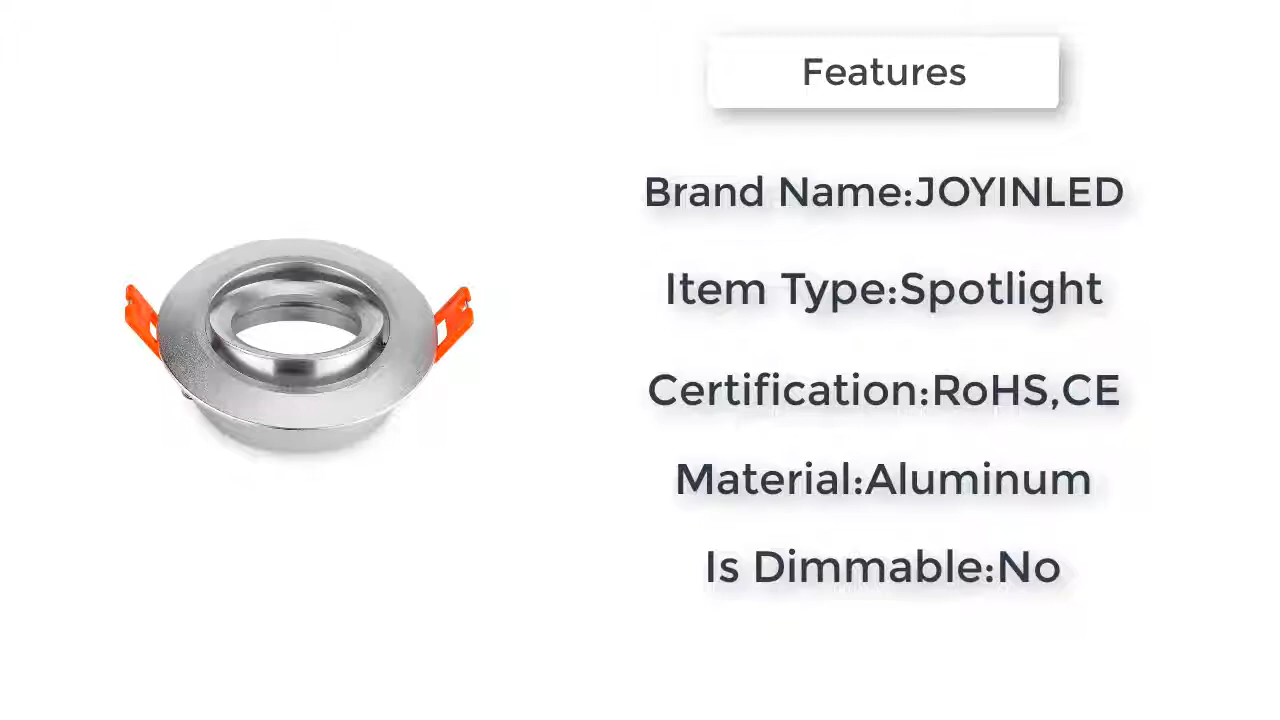 Features
Brand Name:JOYINLED
Item Type:Spotlight
Certification:RoHS,CE
Material:Aluminum
Is Dimmable:No